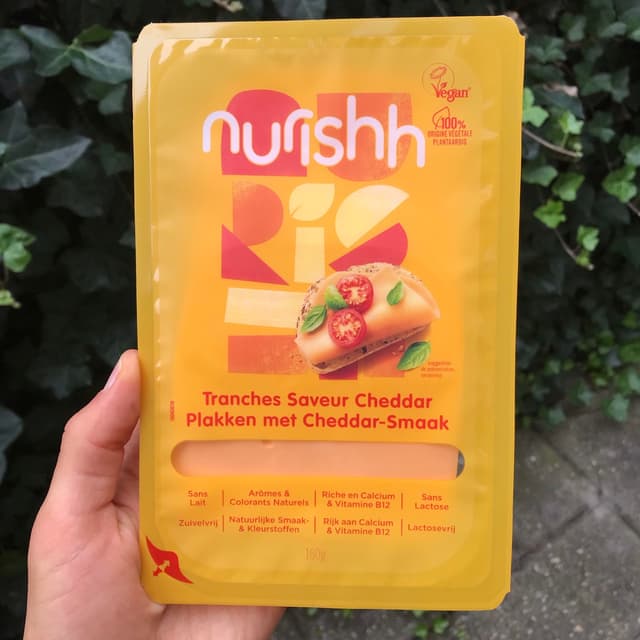 Vegan
100%
ORIGINE VÉGÉTALE
PLANTAARDIG
nurishh
Tranches Saveur Cheddar
Plakken met Cheddar-Smaak
Sans Lait
Arômes & Colorants Naturels
Riche en Calcium & Vitamine B12
Sans Lactose
Zuivelvrij
Natuurlijke Smaak- & Kleurstoffen
Rijk aan Calcium & Vitamine B12
Lactosevrij
160g